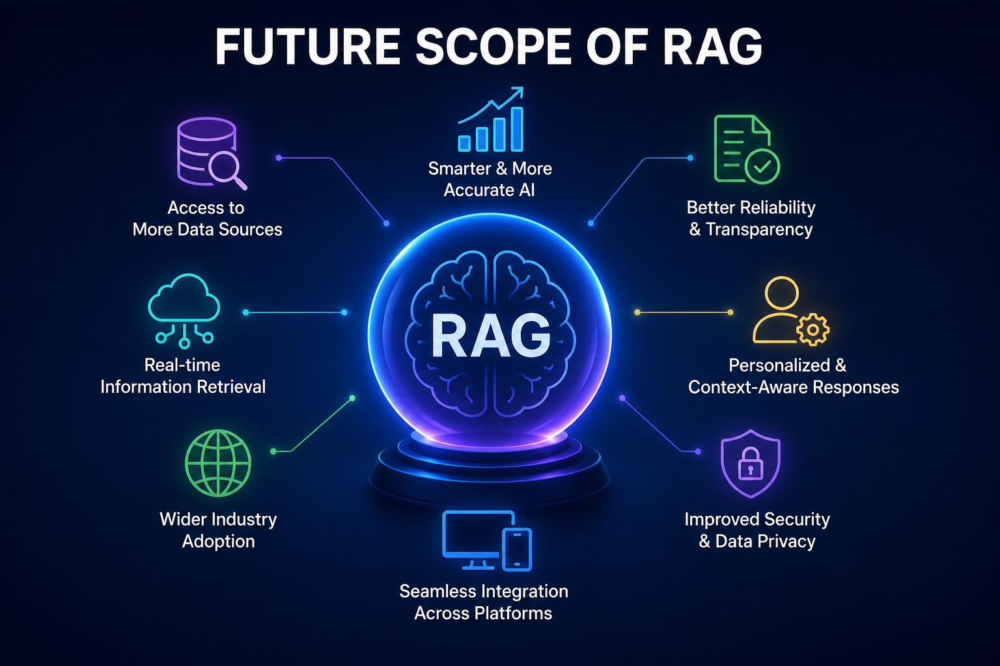 FUTURE SCOPE OF RAG
Smarter & More
Accurate AI
Access to
More Data Sources
Better Reliability
& Transparency
RAG
Real-time
Information Retrieval
Personalized &
Context-Aware Responses
Wider Industry
Adoption
Improved Security
& Data Privacy
Seamless Integration
Across Platforms